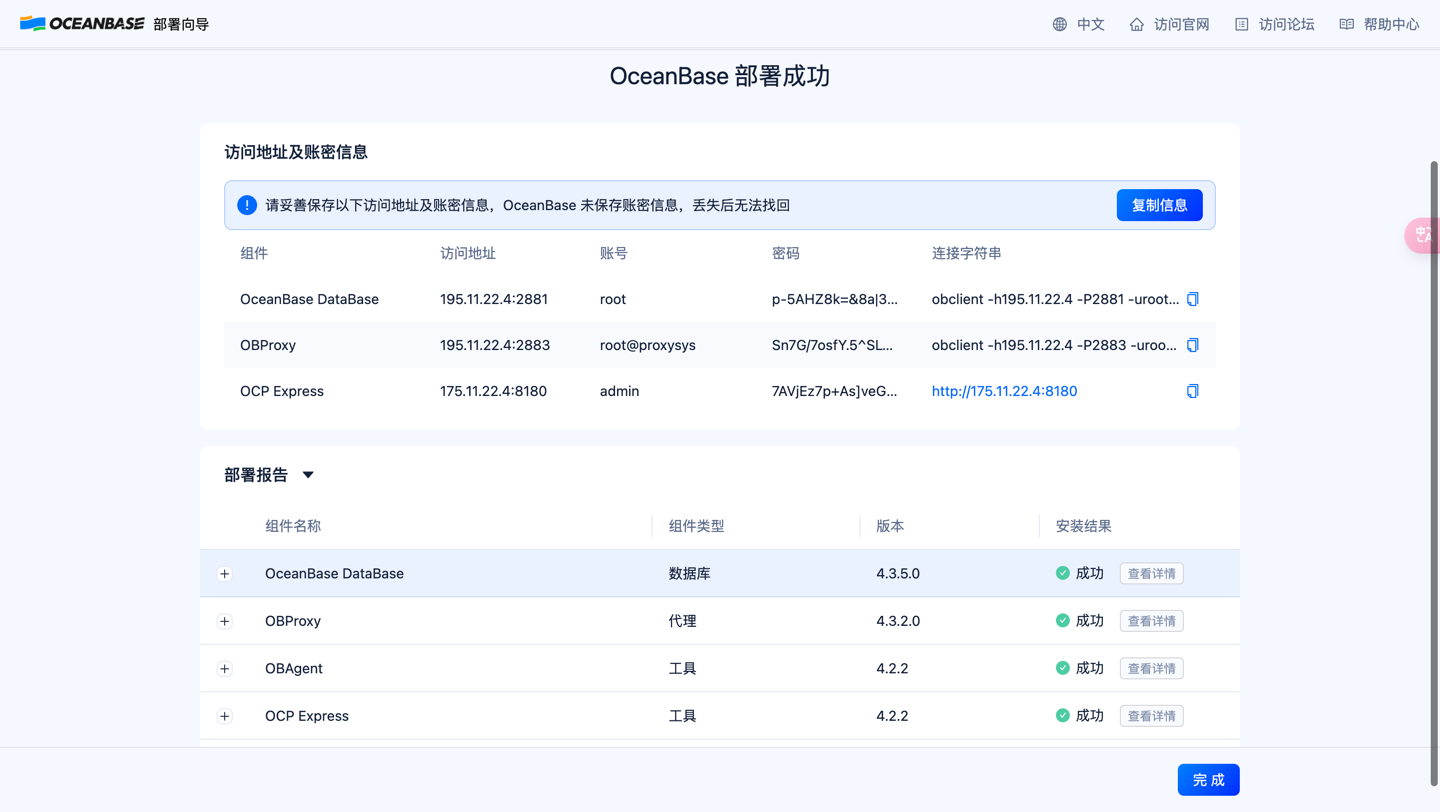 OCEANBASE 部署向导 中文 访问官网 访问论坛 帮助中心
OceanBase 部署成功
访问地址及账密信息
请妥善保存以下访问地址及账密信息，OceanBase 未保存账密信息，丢失后无法找回 复制信息
组件 访问地址 账号 密码 连接字符串
OceanBase DataBase 195.11.22.4:2881 root p-5AHZ8k=&8a|3... obclient -h195.11.22.4 -P2881 -uroot...
OBProxy 195.11.22.4:2883 root@proxysys Sn7G/7osfY.5^SL... obclient -h195.11.22.4 -P2883 -uroo...
OCP Express 175.11.22.4:8180 admin 7AVjEz7p+As]veG... http://175.11.22.4:8180
部署报告
组件名称 组件类型 版本 安装结果
OceanBase DataBase 数据库 4.3.5.0 成功 查看详情
OBProxy 代理 4.3.2.0 成功 查看详情
OBAgent 工具 4.2.2 成功 查看详情
OCP Express 工具 4.2.2 成功 查看详情
完成